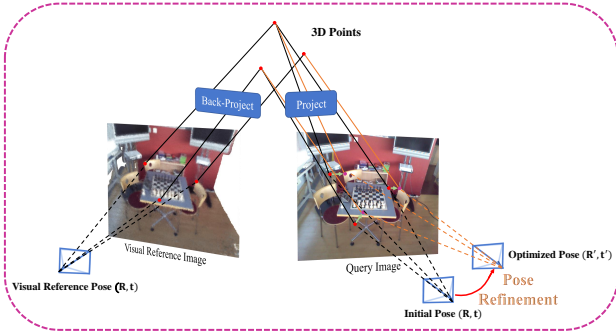 3D Points
Back-Project
Project
Visual Reference Image
Query Image
Optimized Pose (R′, t′)
Pose
Refinement
Visual Reference Pose (R, t)
Initial Pose (R, t)